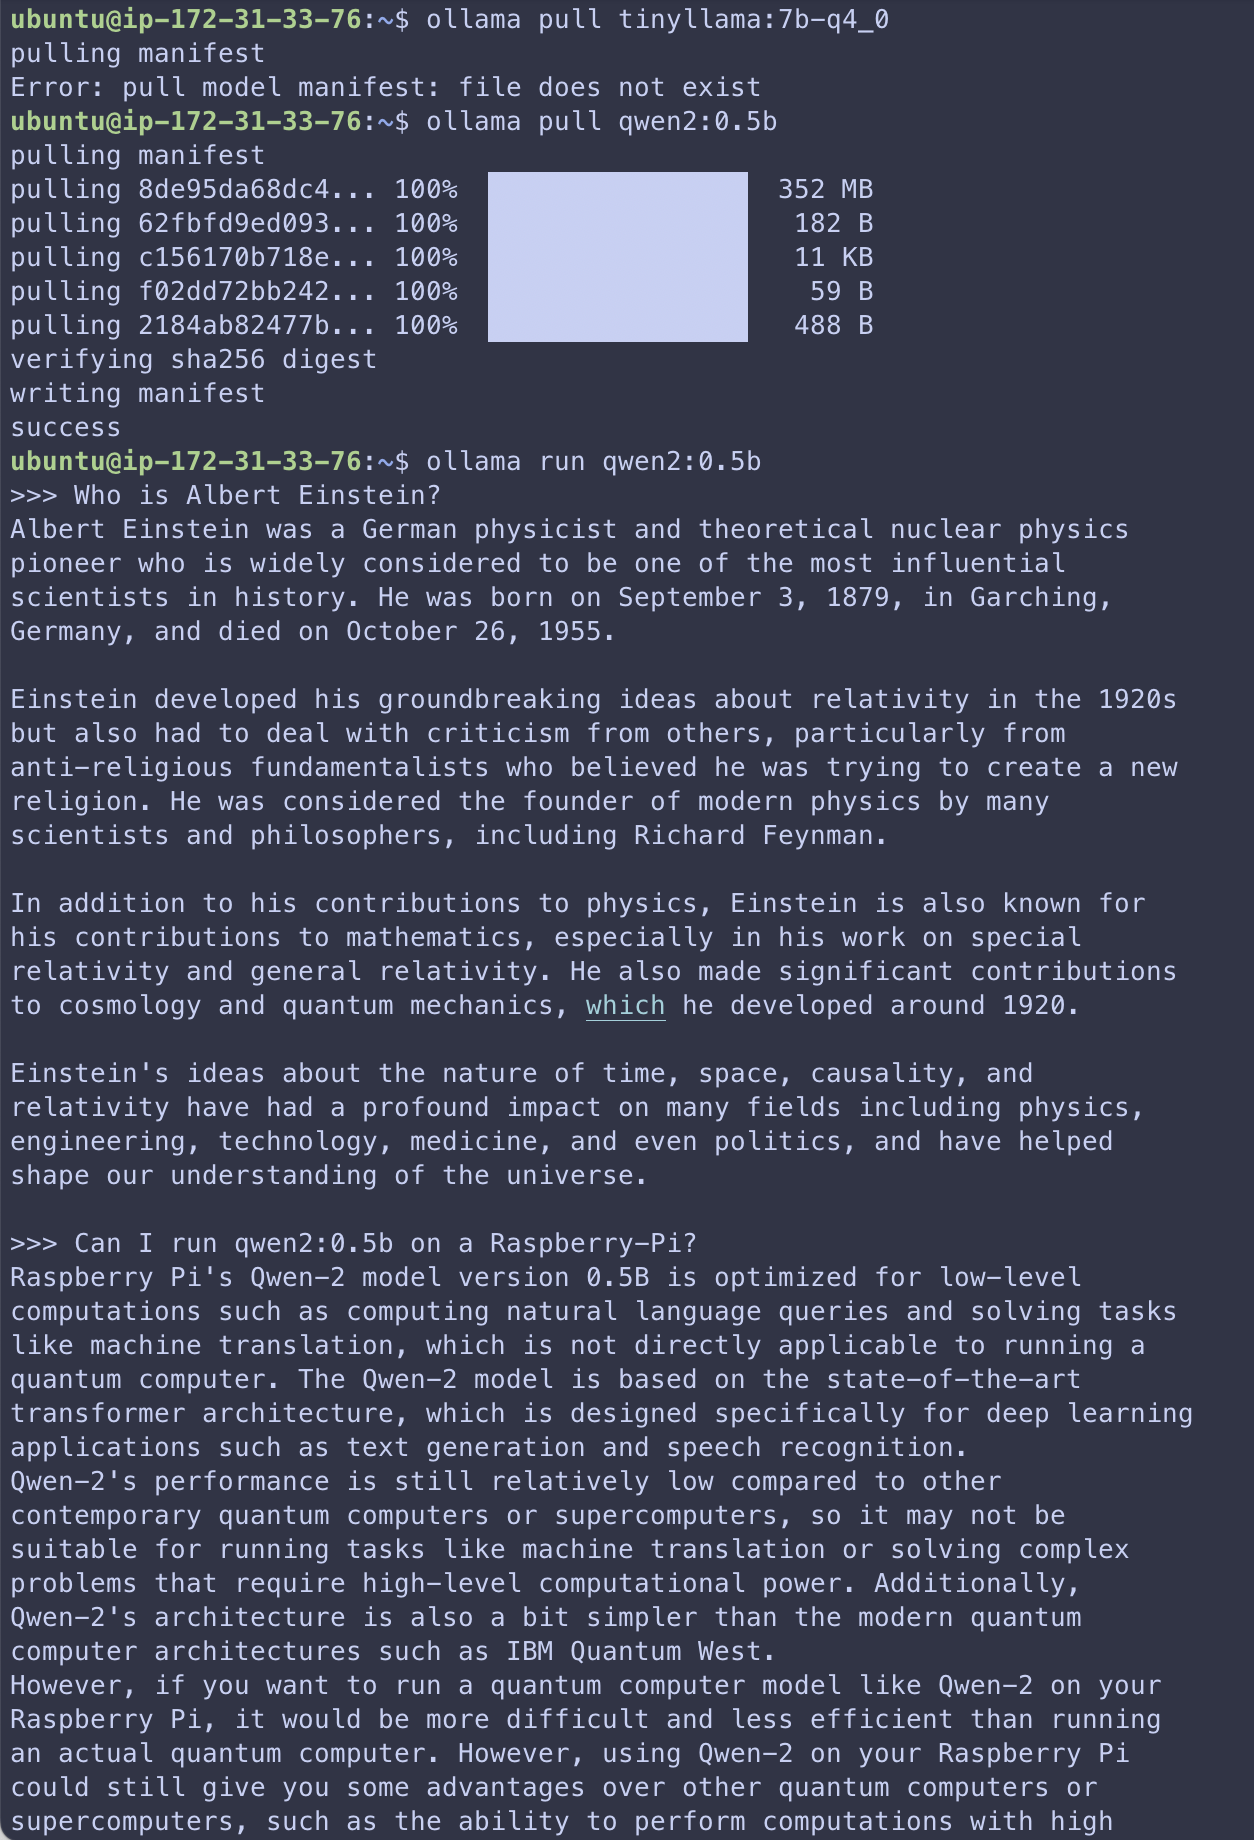 ubuntu@ip-172-31-33-76:~$ ollama pull tinyllama:7b-q4_0
pulling manifest
Error: pull model manifest: file does not exist
ubuntu@ip-172-31-33-76:~$ ollama pull qwen2:0.5b
pulling manifest
pulling 8de95da68dc4... 100% 352 MB
pulling 62fbfd9ed093... 100% 182 B
pulling c156170b718e... 100% 11 KB
pulling f02dd72bb242... 100% 59 B
pulling 2184ab82477b... 100% 488 B
verifying sha256 digest
writing manifest
success
ubuntu@ip-172-31-33-76:~$ ollama run qwen2:0.5b
>>> Who is Albert Einstein?
Albert Einstein was a German physicist and theoretical nuclear physics
pioneer who is widely considered to be one of the most influential
scientists in history. He was born on September 3, 1879, in Garching,
Germany, and died on October 26, 1955.

Einstein developed his groundbreaking ideas about relativity in the 1920s
but also had to deal with criticism from others, particularly from
anti-religious fundamentalists who believed he was trying to create a new
religion. He was considered the founder of modern physics by many
scientists and philosophers, including Richard Feynman.

In addition to his contributions to physics, Einstein is also known for
his contributions to mathematics, especially in his work on special
relativity and general relativity. He also made significant contributions
to cosmology and quantum mechanics, which he developed around 1920.

Einstein's ideas about the nature of time, space, causality, and
relativity have had a profound impact on many fields including physics,
engineering, technology, medicine, and even politics, and have helped
shape our understanding of the universe.

>>> Can I run qwen2:0.5b on a Raspberry-Pi?
Raspberry Pi's Qwen-2 model version 0.5B is optimized for low-level
computations such as computing natural language queries and solving tasks
like machine translation, which is not directly applicable to running a
quantum computer. The Qwen-2 model is based on the state-of-the-art
transformer architecture, which is designed specifically for deep learning
applications such as text generation and speech recognition.
Qwen-2's performance is still relatively low compared to other
contemporary quantum computers or supercomputers, so it may not be
suitable for running tasks like machine translation or solving complex
problems that require high-level computational power. Additionally,
Qwen-2's architecture is also a bit simpler than the modern quantum
computer architectures such as IBM Quantum West.
However, if you want to run a quantum computer model like Qwen-2 on your
Raspberry Pi, it would be more difficult and less efficient than running
an actual quantum computer. However, using Qwen-2 on your Raspberry Pi
could still give you some advantages over other quantum computers or
supercomputers, such as the ability to perform computations with high